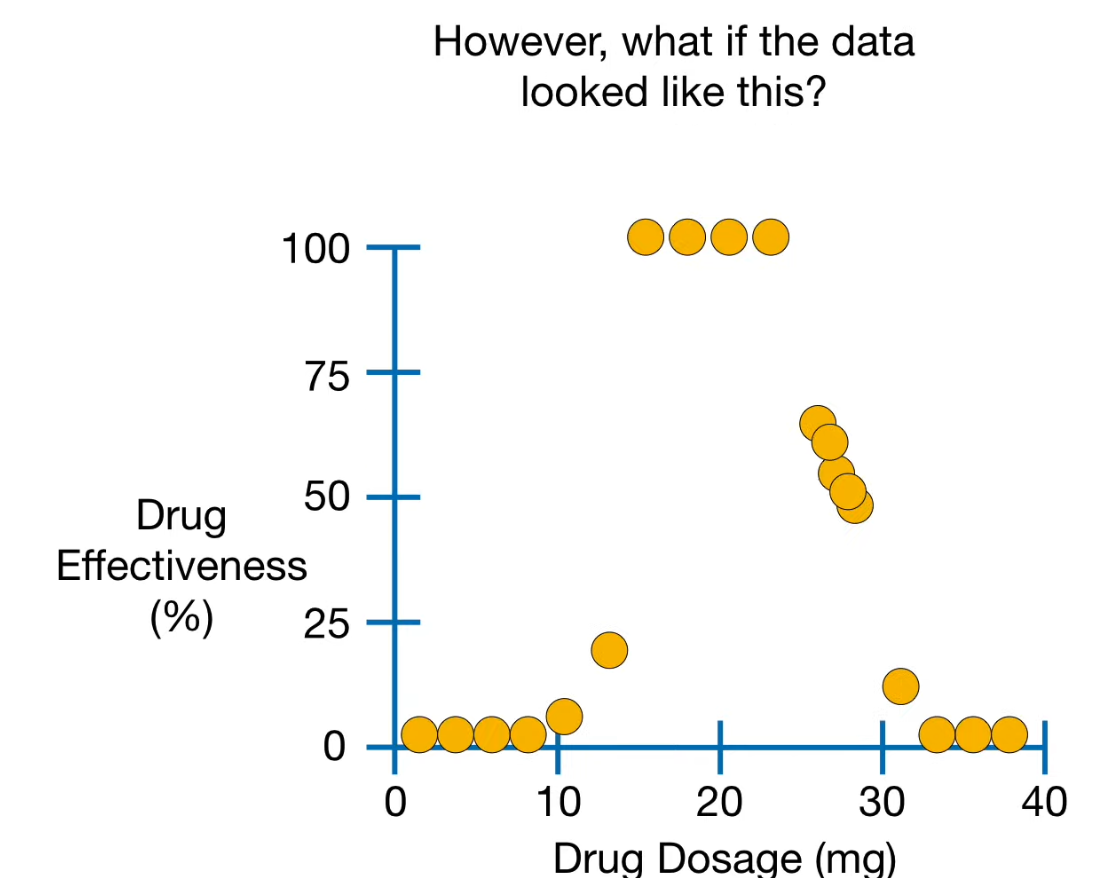 However, what if the data
looked like this?
100
75
50
25
0
Drug
Effectiveness
(%)
0 10 20 30 40
Drug Dosage (mg)